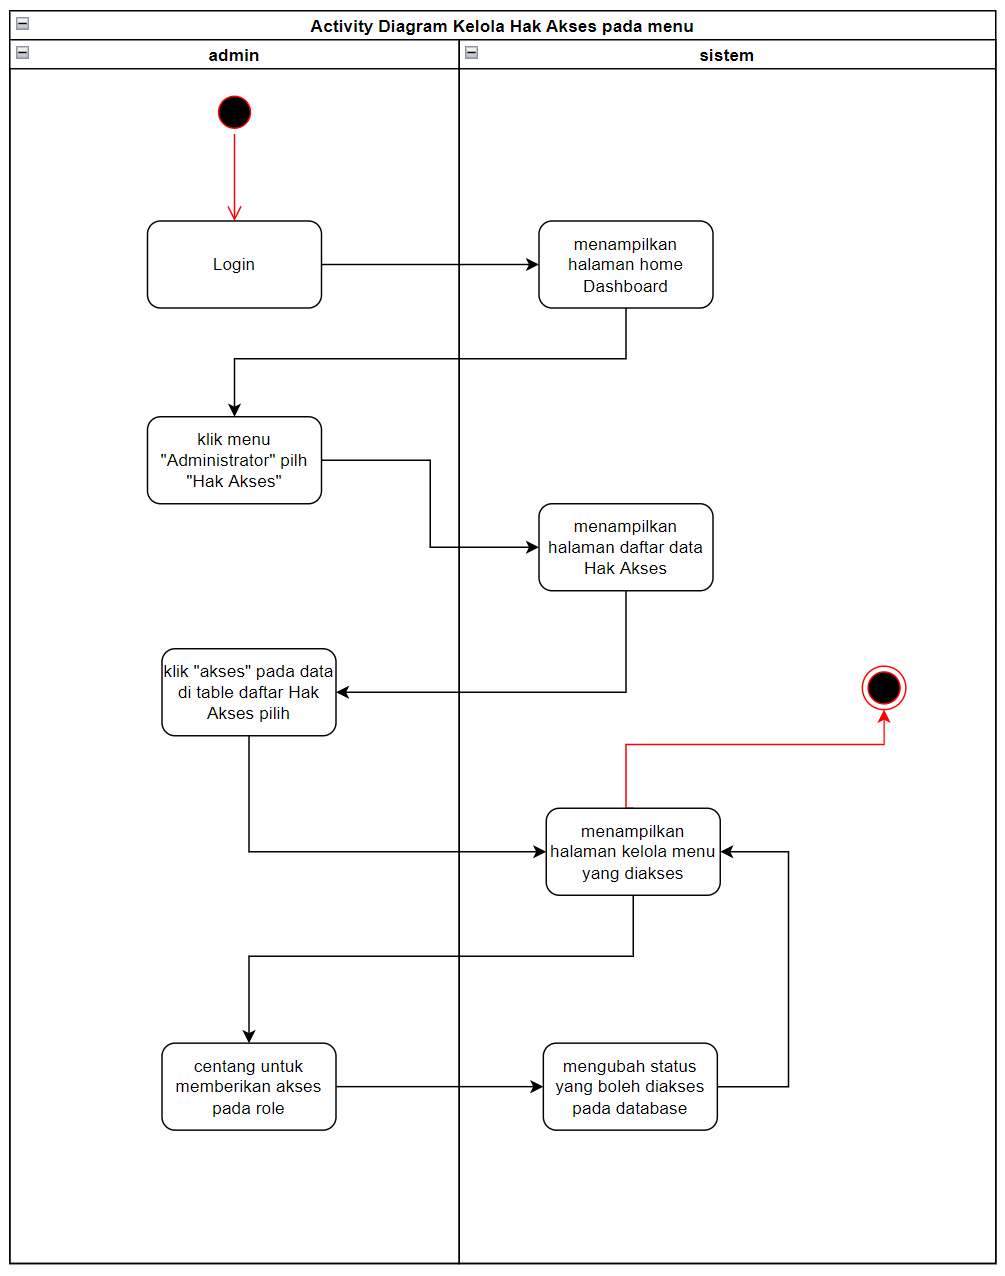 Activity Diagram Kelola Hak Akses pada menu
admin
sistem
Login
menampilkan
halaman home
Dashboard
klik menu
"Administrator" pilh
"Hak Akses"
menampilkan
halaman daftar data
Hak Akses
klik "akses" pada data
di table daftar Hak
Akses pilih
menampilkan
halaman kelola menu
yang diakses
centang untuk
memberikan akses
pada role
mengubah status
yang boleh diakses
pada database